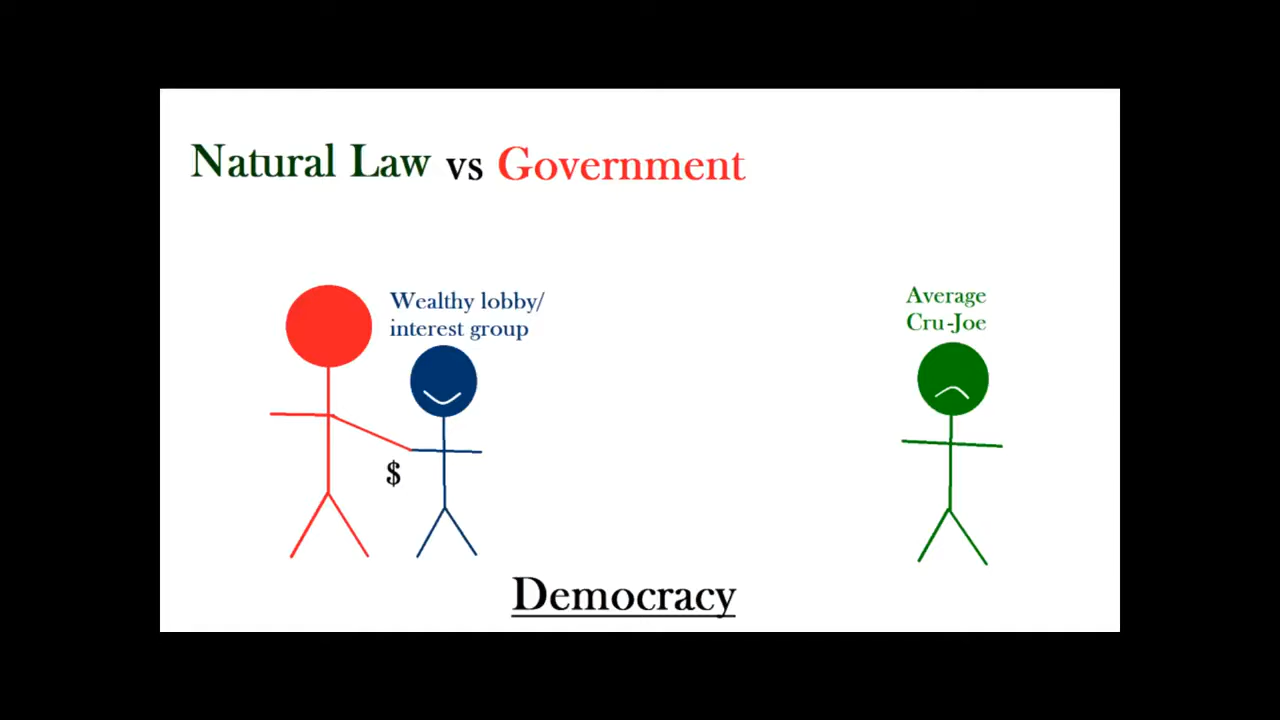 Natural Law vs Government
Wealthy lobby/
interest group
Average
Cru-Joe
$
Democracy